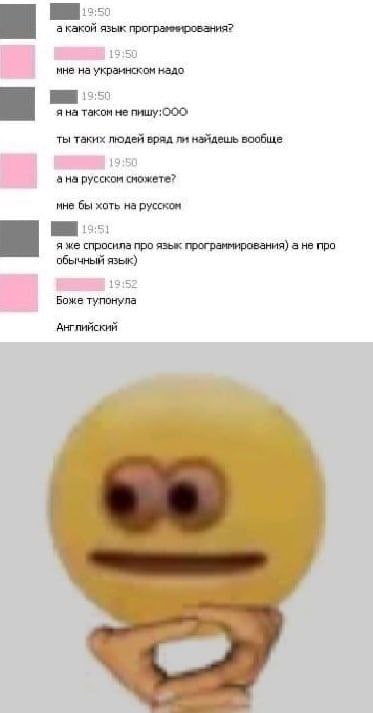 19:50
а какой язык программирования?
19:50
мне на украинском надо
19:50
я на таком не пишу:OOO
ты таких людей вряд ли найдешь вообще
19:50
а на русском сможете?
мне бы хоть на русском
19:51
я же спросила про язык программирования) а не про
обычный язык)
19:52
Боже тупонула
Английский